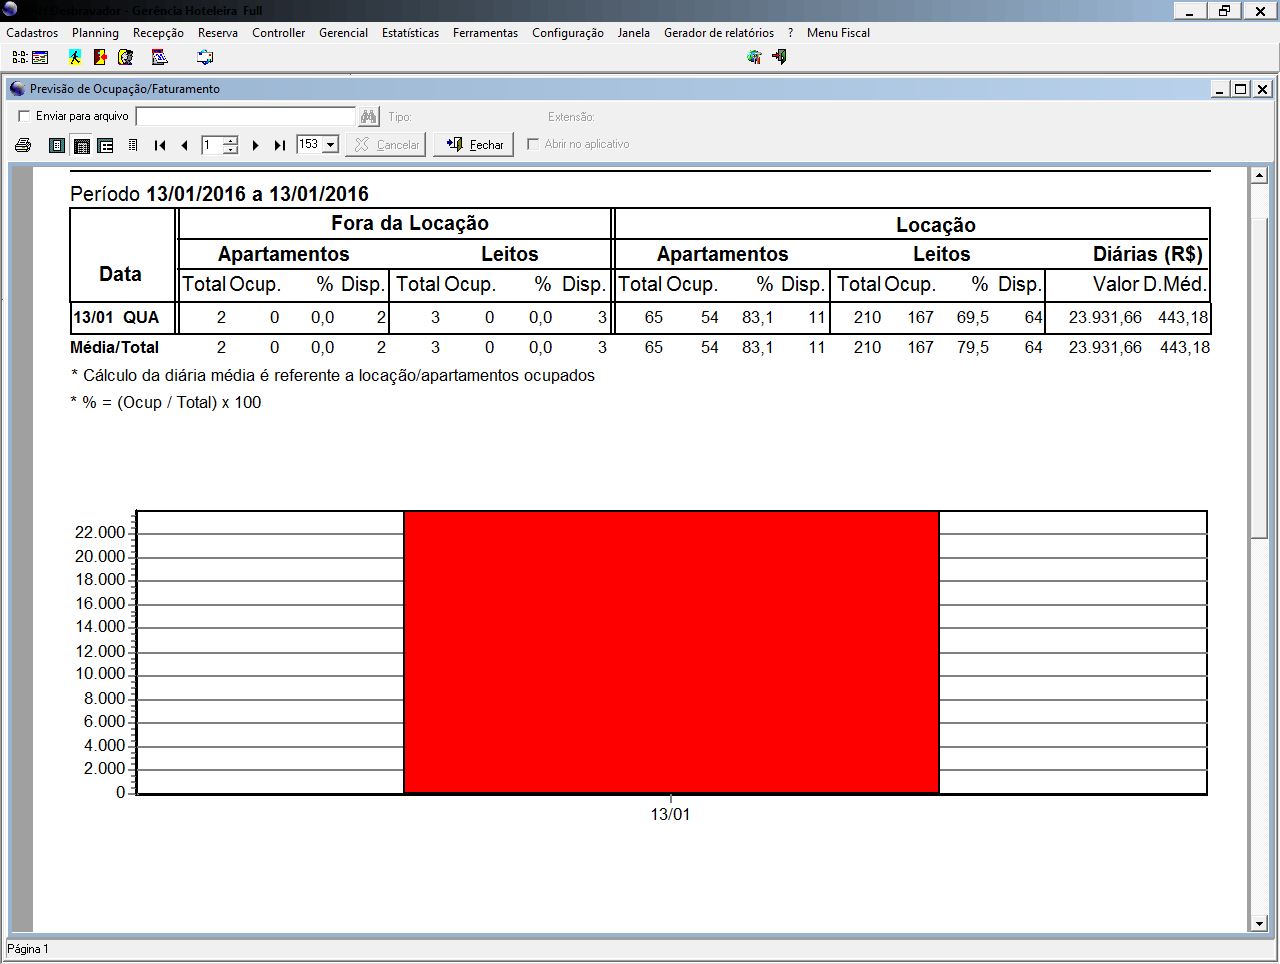 Desbravador - Gerência Hoteleira Full
Cadastros Planning Recepção Reserva Controller Gerencial Estatísticas Ferramentas Configuração Janela Gerador de relatórios ? Menu Fiscal
Previsão de Ocupação/Faturamento
Enviar para arquivo Tipo: Extensão:
1 153 Cancelar Fechar Abrir no aplicativo
Período 13/01/2016 a 13/01/2016
Fora da Locação Locação
Apartamentos Leitos Apartamentos Leitos Diárias (R$)
Data
Total Ocup. % Disp. Total Ocup. % Disp. Total Ocup. % Disp. Total Ocup. % Disp. Valor D.Méd.
13/01 QUA 2 0 0,0 2 3 0 0,0 3 65 54 83,1 11 210 167 69,5 64 23.931,66 443,18
Média/Total 2 0 0,0 2 3 0 0,0 3 65 54 83,1 11 210 167 79,5 64 23.931,66 443,18
* Cálculo da diária média é referente a locação/apartamentos ocupados
* % = (Ocup / Total) x 100
22.000
20.000
18.000
16.000
14.000
12.000
10.000
8.000
6.000
4.000
2.000
0
13/01
Página 1